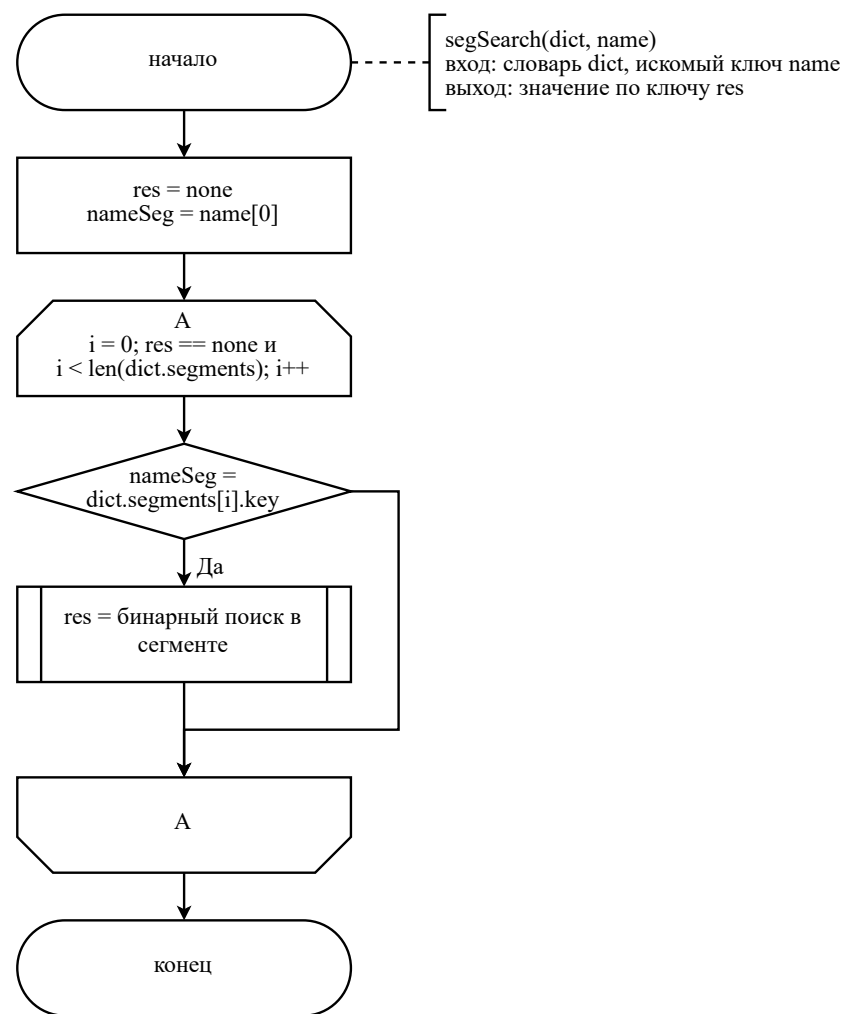 начало
segSearch(dict, name)
вход: словарь dict, искомый ключ name
выход: значение по ключу res
res = none
nameSeg = name[0]
А
i = 0; res == none и
i < len(dict.segments); i++
nameSeg =
dict.segments[i].key
Да
res = бинарный поиск в
сегменте
А
конец